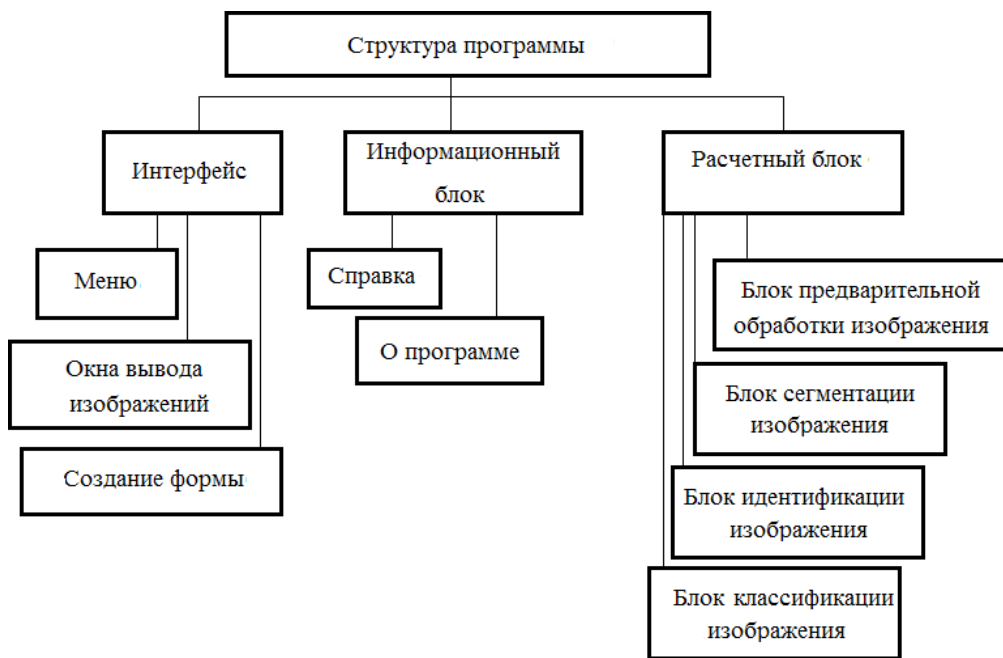 Структура программы
Интерфейс
Информационный
блок
Расчетный блок
Меню
Справка
Блок предварительной
обработки изображения
Окна вывода
изображений
О программе
Блок сегментации
изображения
Создание формы
Блок идентификации
изображения
Блок классификации
изображения